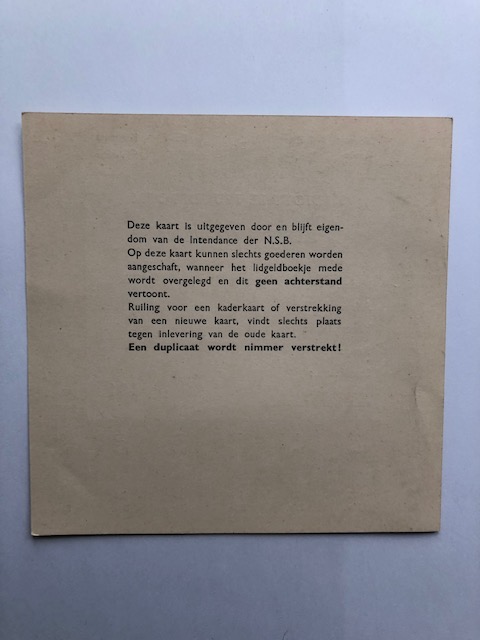 Deze kaart is uitgegeven door en blijft eigen-
dom van de Intendance der N.S.B.
Op deze kaart kunnen slechts goederen worden
aangeschaft, wanneer het lidgeldboekje mede
wordt overgelegd en dit geen achterstand
vertoont.
Ruiling voor een kaderkaart of verstrekking
van een nieuwe kaart, vindt slechts plaats
tegen inlevering van de oude kaart.
Een duplicaat wordt nimmer verstrekt!